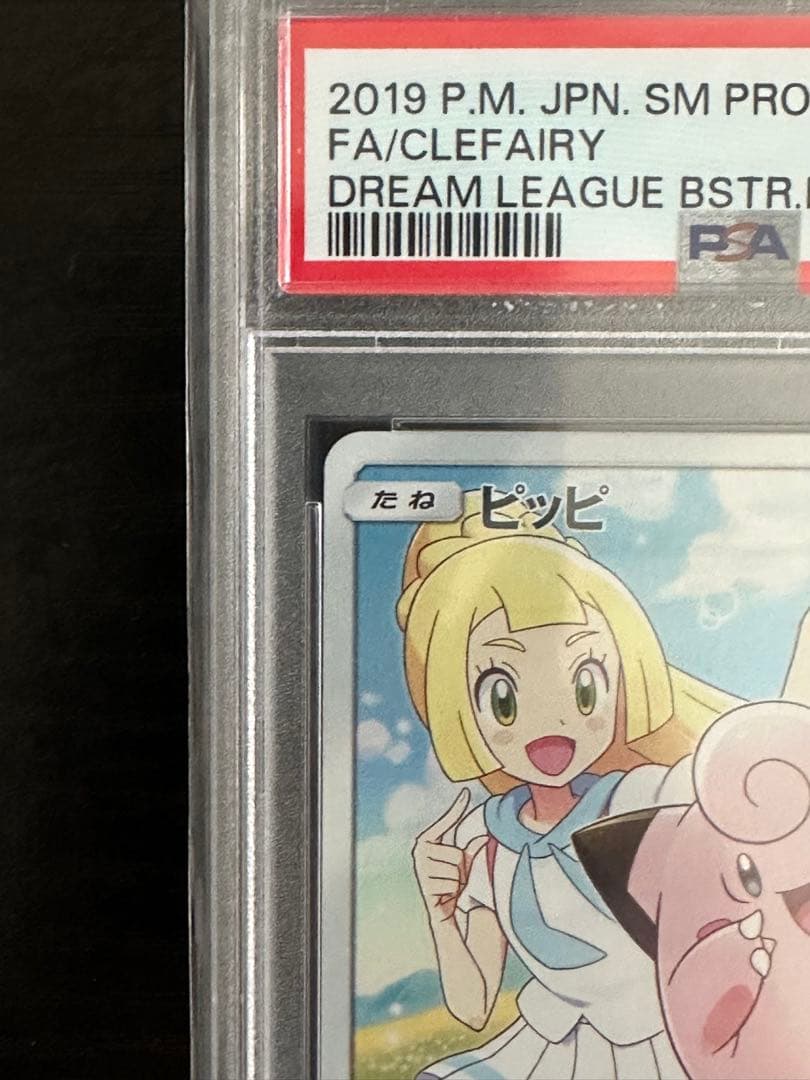 2019 P.M. JPN. SM PRO
FA/CLEFAIRY
DREAM LEAGUE BSTR.
PSA
たね ピッピ